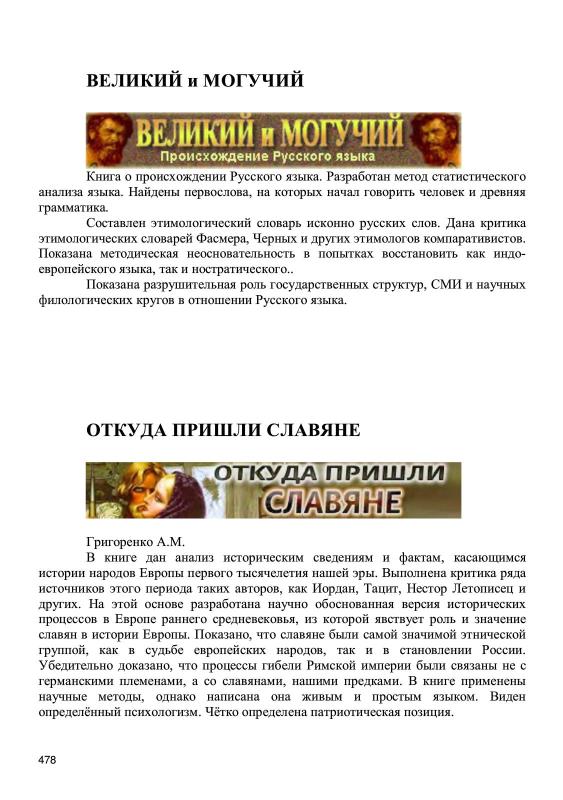 ВЕЛИКИЙ и МОГУЧИЙ
ВЕЛИКИЙ и МОГУЧИЙ
Происхождение Русского языка
Книга о происхождении Русского языка. Разработан метод статистического
анализа языка. Найдены первослова, на которых начал говорить человек и древняя
грамматика.
Составлен этимологический словарь исконно русских слов. Дана критика
этимологических словарей Фасмера, Черных и других этимологов компаративистов.
Показана методическая неосновательность в попытках восстановить как индо-
европейского языка, так и ностратического..
Показана разрушительная роль государственных структур, СМИ и научных
филологических кругов в отношении Русского языка.
ОТКУДА ПРИШЛИ СЛАВЯНЕ
ОТКУДА ПРИШЛИ
СЛАВЯНЕ
Григоренко А.М.
В книге дан анализ историческим сведениям и фактам, касающимся
истории народов Европы первого тысячелетия нашей эры. Выполнена критика ряда
источников этого периода таких авторов, как Иордан, Тацит, Нестор Летописец и
других. На этой основе разработана научно обоснованная версия исторических
процессов в Европе раннего средневековья, из которой явствует роль и значение
славян в истории Европы. Показано, что славяне были самой значимой этнической
группой, как в судьбе европейских народов, так и в становлении России.
Убедительно доказано, что процессы гибели Римской империи были связаны не с
германскими племенами, а со славянами, нашими предками. В книге применены
научные методы, однако написана она живым и простым языком. Виден
определённый психологизм. Чётко определена патриотическая позиция.
478